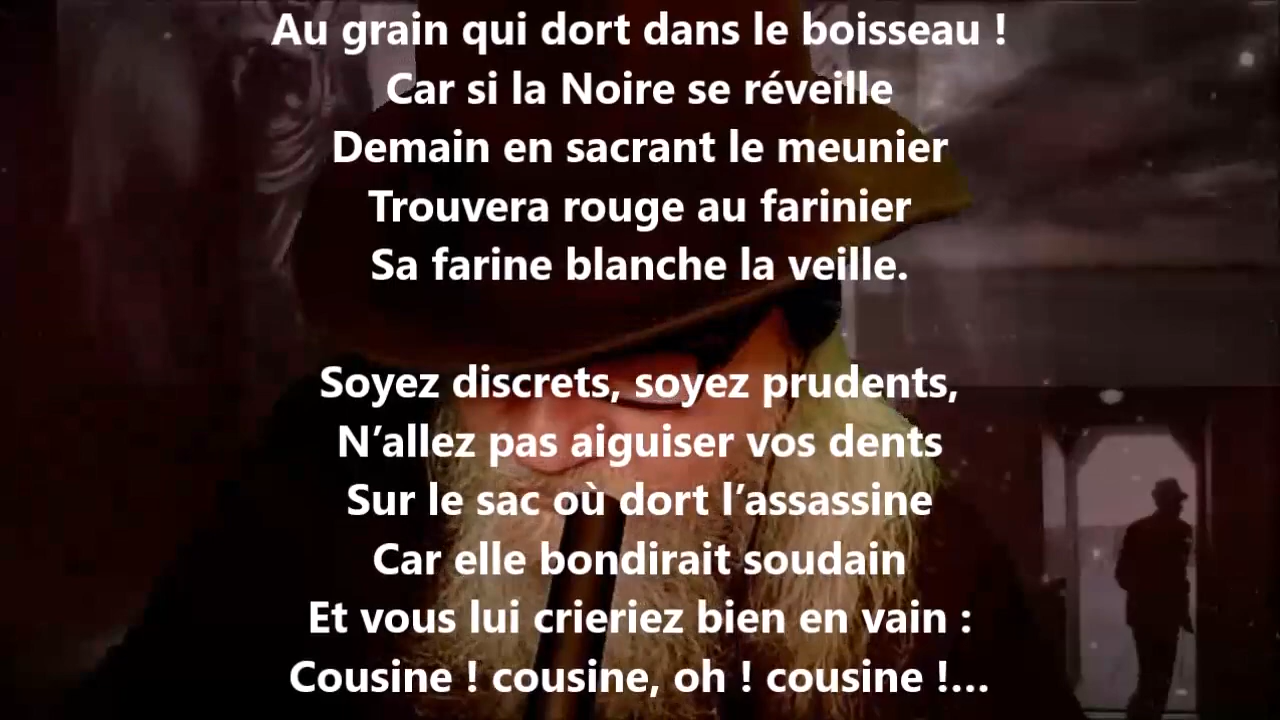 Au grain qui dort dans le boisseau !
Car si la Noire se réveille
Demain en sacrant le meunier
Trouvera rouge au farinier
Sa farine blanche la veille.
Soyez discrets, soyez prudents,
N’allez pas aiguiser vos dents
Sur le sac où dort l’assassine
Car elle bondirait soudain
Et vous lui crieriez bien en vain :
Cousine ! cousine, oh ! cousine !...